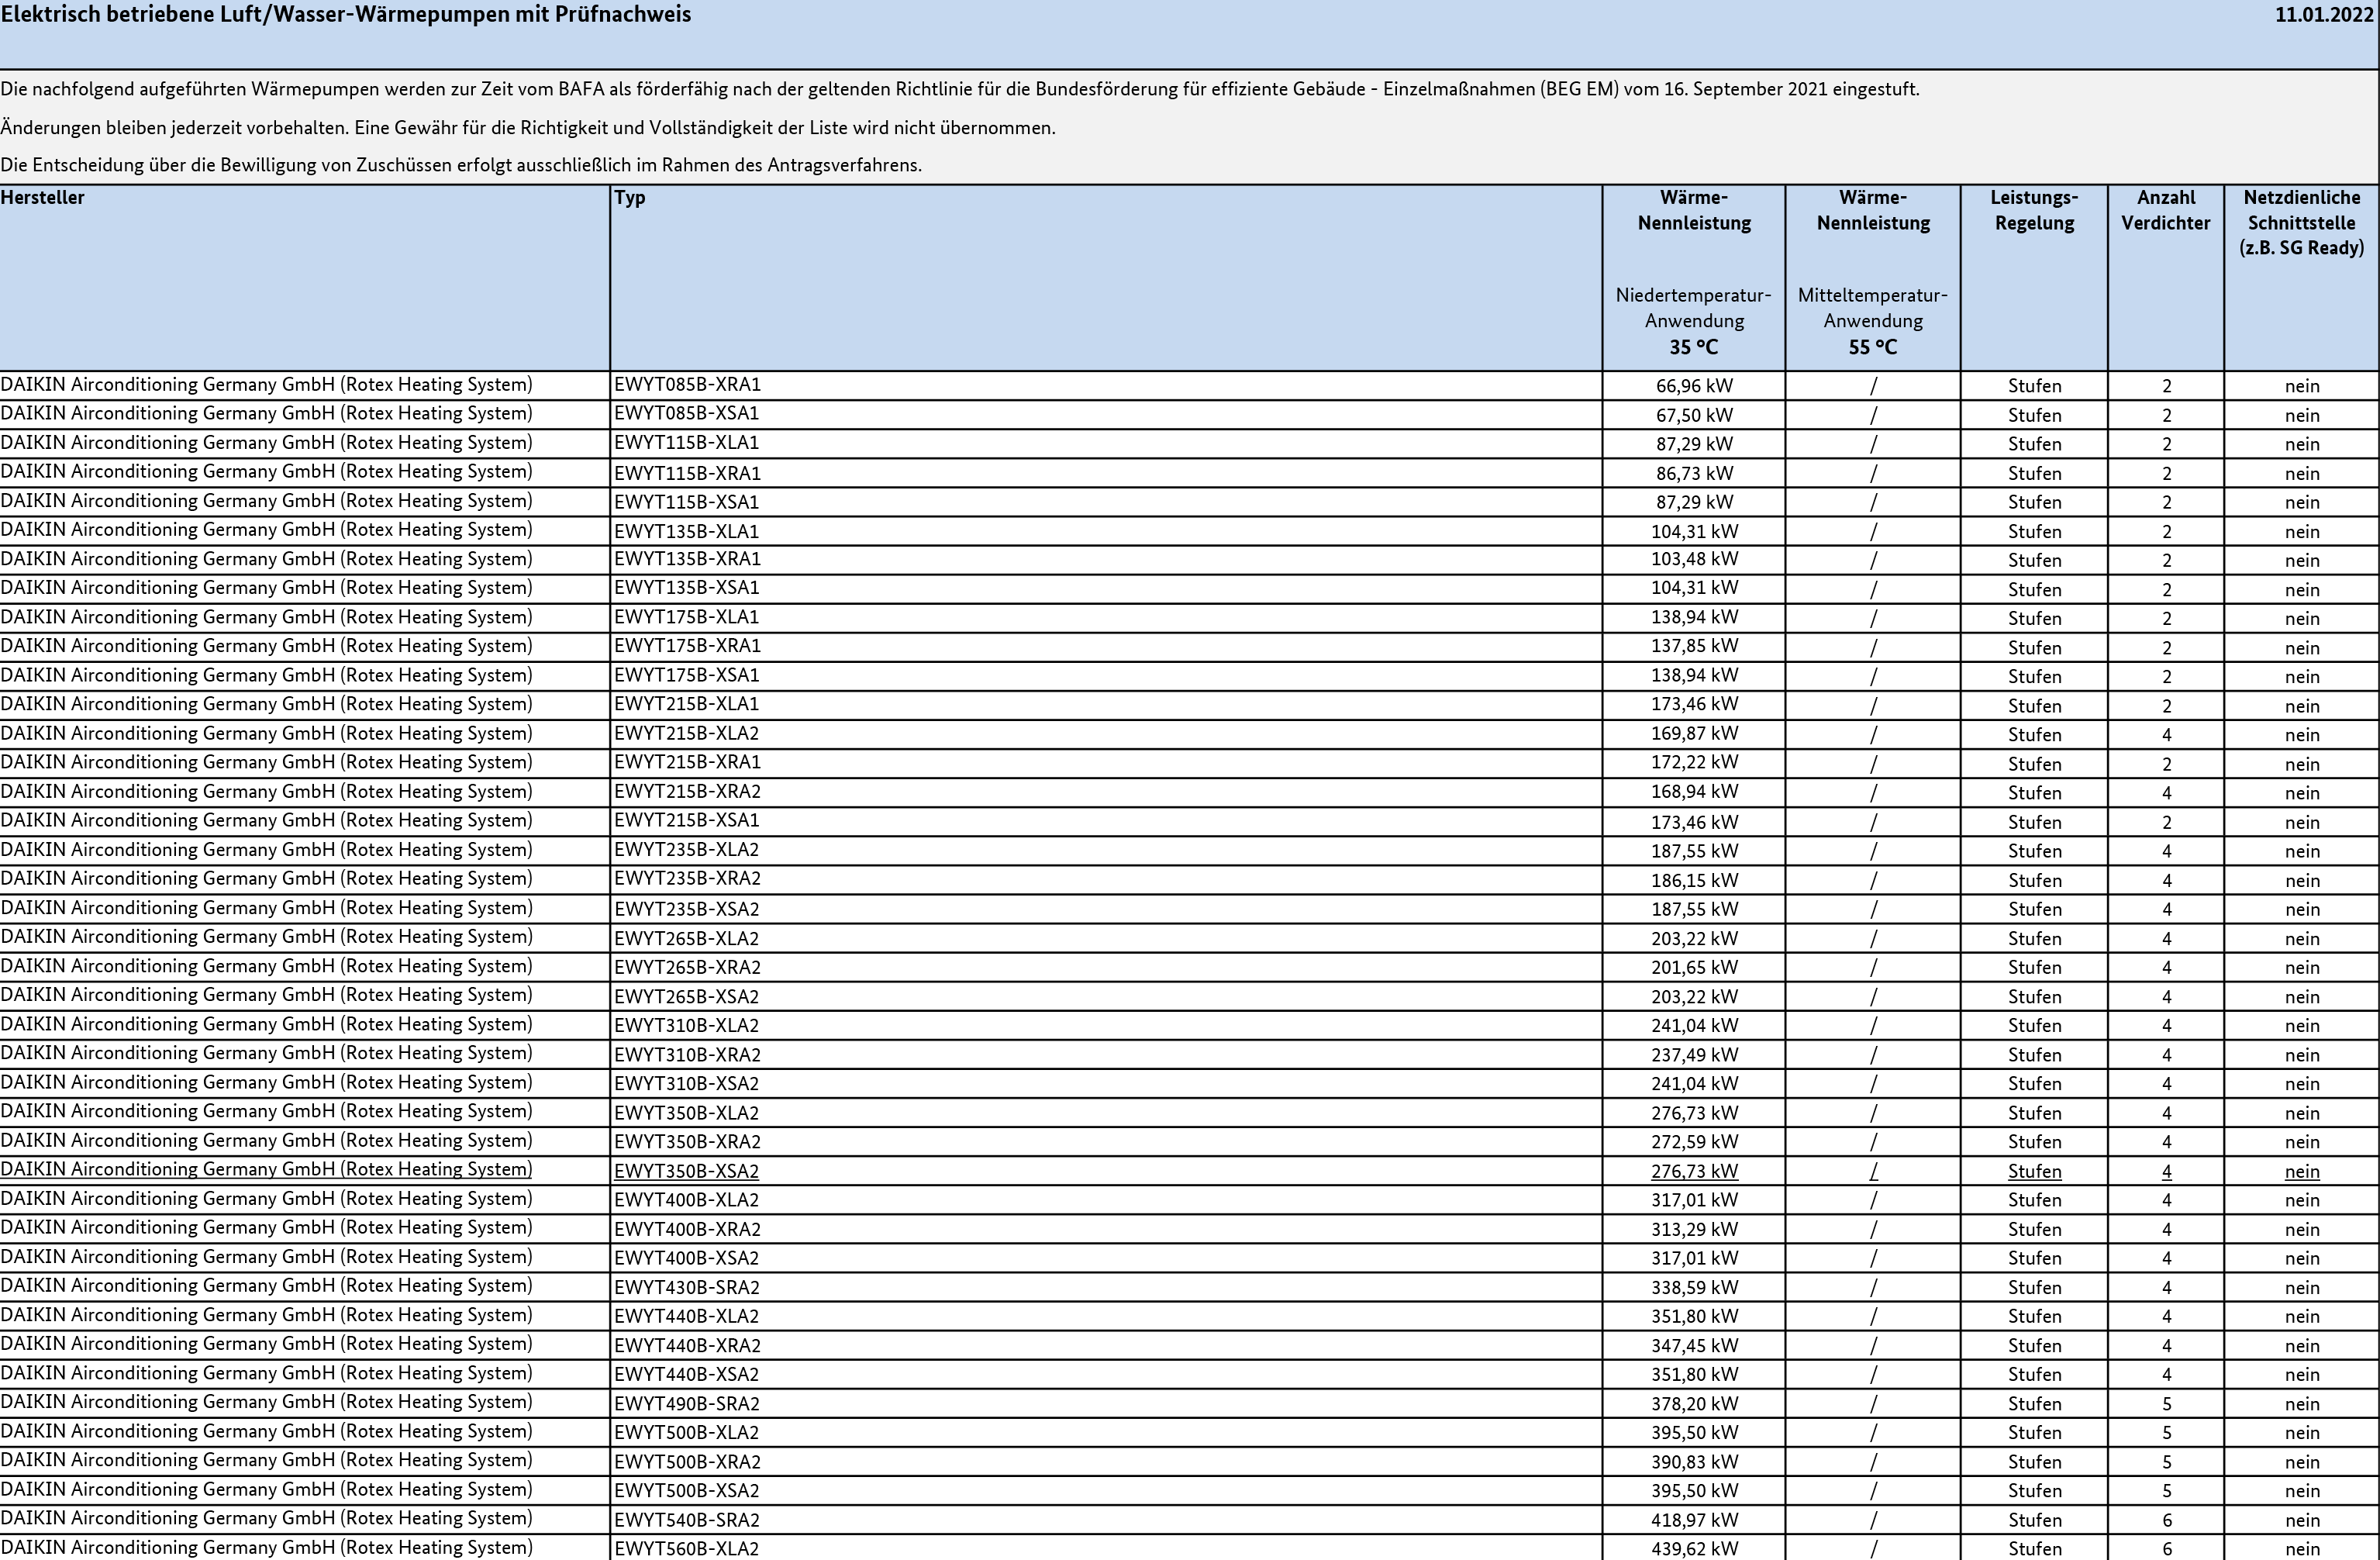 Elektrisch betriebene Luft/Wasser-Wärmepumpen mit Prüfnachweis 11.01.2022
Die nachfolgend aufgeführten Wärmepumpen werden zur Zeit vom BAFA als förderfähig nach der geltenden Richtlinie für die Bundesförderung für effiziente Gebäude - Einzelmaßnahmen (BEG EM) vom 16. September 2021 eingestuft.
Änderungen bleiben jederzeit vorbehalten. Eine Gewähr für die Richtigkeit und Vollständigkeit der Liste wird nicht übernommen.
Die Entscheidung über die Bewilligung von Zuschüssen erfolgt ausschließlich im Rahmen des Antragsverfahrens.
Hersteller Typ Wärme- Wärme- Leistungs- Anzahl Netzdienliche
Nennleistung Nennleistung Regelung Verdichter Schnittstelle
(z.B. SG Ready)
Niedertemperatur- Mitteltemperatur-
Anwendung Anwendung
35 °C 55 °C
DAIKIN Airconditioning Germany GmbH (Rotex Heating System) EWYT085B-XRA1 66,96 kW / Stufen 2 nein
DAIKIN Airconditioning Germany GmbH (Rotex Heating System) EWYT085B-XSA1 67,50 kW / Stufen 2 nein
DAIKIN Airconditioning Germany GmbH (Rotex Heating System) EWYT115B-XLA1 87,29 kW / Stufen 2 nein
DAIKIN Airconditioning Germany GmbH (Rotex Heating System) EWYT115B-XRA1 86,73 kW / Stufen 2 nein
DAIKIN Airconditioning Germany GmbH (Rotex Heating System) EWYT115B-XSA1 87,29 kW / Stufen 2 nein
DAIKIN Airconditioning Germany GmbH (Rotex Heating System) EWYT135B-XLA1 104,31 kW / Stufen 2 nein
DAIKIN Airconditioning Germany GmbH (Rotex Heating System) EWYT135B-XRA1 103,48 kW / Stufen 2 nein
DAIKIN Airconditioning Germany GmbH (Rotex Heating System) EWYT135B-XSA1 104,31 kW / Stufen 2 nein
DAIKIN Airconditioning Germany GmbH (Rotex Heating System) EWYT175B-XLA1 138,94 kW / Stufen 2 nein
DAIKIN Airconditioning Germany GmbH (Rotex Heating System) EWYT175B-XRA1 137,85 kW / Stufen 2 nein
DAIKIN Airconditioning Germany GmbH (Rotex Heating System) EWYT175B-XSA1 138,94 kW / Stufen 2 nein
DAIKIN Airconditioning Germany GmbH (Rotex Heating System) EWYT215B-XLA1 173,46 kW / Stufen 2 nein
DAIKIN Airconditioning Germany GmbH (Rotex Heating System) EWYT215B-XLA2 169,87 kW / Stufen 4 nein
DAIKIN Airconditioning Germany GmbH (Rotex Heating System) EWYT215B-XRA1 172,22 kW / Stufen 2 nein
DAIKIN Airconditioning Germany GmbH (Rotex Heating System) EWYT215B-XRA2 168,94 kW / Stufen 4 nein
DAIKIN Airconditioning Germany GmbH (Rotex Heating System) EWYT215B-XSA1 173,46 kW / Stufen 2 nein
DAIKIN Airconditioning Germany GmbH (Rotex Heating System) EWYT235B-XLA2 187,55 kW / Stufen 4 nein
DAIKIN Airconditioning Germany GmbH (Rotex Heating System) EWYT235B-XRA2 186,15 kW / Stufen 4 nein
DAIKIN Airconditioning Germany GmbH (Rotex Heating System) EWYT235B-XSA2 187,55 kW / Stufen 4 nein
DAIKIN Airconditioning Germany GmbH (Rotex Heating System) EWYT265B-XLA2 203,22 kW / Stufen 4 nein
DAIKIN Airconditioning Germany GmbH (Rotex Heating System) EWYT265B-XRA2 201,65 kW / Stufen 4 nein
DAIKIN Airconditioning Germany GmbH (Rotex Heating System) EWYT265B-XSA2 203,22 kW / Stufen 4 nein
DAIKIN Airconditioning Germany GmbH (Rotex Heating System) EWYT310B-XLA2 241,04 kW / Stufen 4 nein
DAIKIN Airconditioning Germany GmbH (Rotex Heating System) EWYT310B-XRA2 237,49 kW / Stufen 4 nein
DAIKIN Airconditioning Germany GmbH (Rotex Heating System) EWYT310B-XSA2 241,04 kW / Stufen 4 nein
DAIKIN Airconditioning Germany GmbH (Rotex Heating System) EWYT350B-XLA2 276,73 kW / Stufen 4 nein
DAIKIN Airconditioning Germany GmbH (Rotex Heating System) EWYT350B-XRA2 272,59 kW / Stufen 4 nein
DAIKIN Airconditioning Germany GmbH (Rotex Heating System) EWYT350B-XSA2 276,73 kW / Stufen 4 nein
DAIKIN Airconditioning Germany GmbH (Rotex Heating System) EWYT400B-XLA2 317,01 kW / Stufen 4 nein
DAIKIN Airconditioning Germany GmbH (Rotex Heating System) EWYT400B-XRA2 313,29 kW / Stufen 4 nein
DAIKIN Airconditioning Germany GmbH (Rotex Heating System) EWYT400B-XSA2 317,01 kW / Stufen 4 nein
DAIKIN Airconditioning Germany GmbH (Rotex Heating System) EWYT430B-SRA2 338,59 kW / Stufen 4 nein
DAIKIN Airconditioning Germany GmbH (Rotex Heating System) EWYT440B-XLA2 351,80 kW / Stufen 4 nein
DAIKIN Airconditioning Germany GmbH (Rotex Heating System) EWYT440B-XRA2 347,45 kW / Stufen 4 nein
DAIKIN Airconditioning Germany GmbH (Rotex Heating System) EWYT440B-XSA2 351,80 kW / Stufen 4 nein
DAIKIN Airconditioning Germany GmbH (Rotex Heating System) EWYT490B-SRA2 378,20 kW / Stufen 5 nein
DAIKIN Airconditioning Germany GmbH (Rotex Heating System) EWYT500B-XLA2 395,50 kW / Stufen 5 nein
DAIKIN Airconditioning Germany GmbH (Rotex Heating System) EWYT500B-XRA2 390,83 kW / Stufen 5 nein
DAIKIN Airconditioning Germany GmbH (Rotex Heating System) EWYT500B-XSA2 395,50 kW / Stufen 5 nein
DAIKIN Airconditioning Germany GmbH (Rotex Heating System) EWYT540B-SRA2 418,97 kW / Stufen 6 nein
DAIKIN Airconditioning Germany GmbH (Rotex Heating System) EWYT560B-XLA2 439,62 kW / Stufen 6 nein